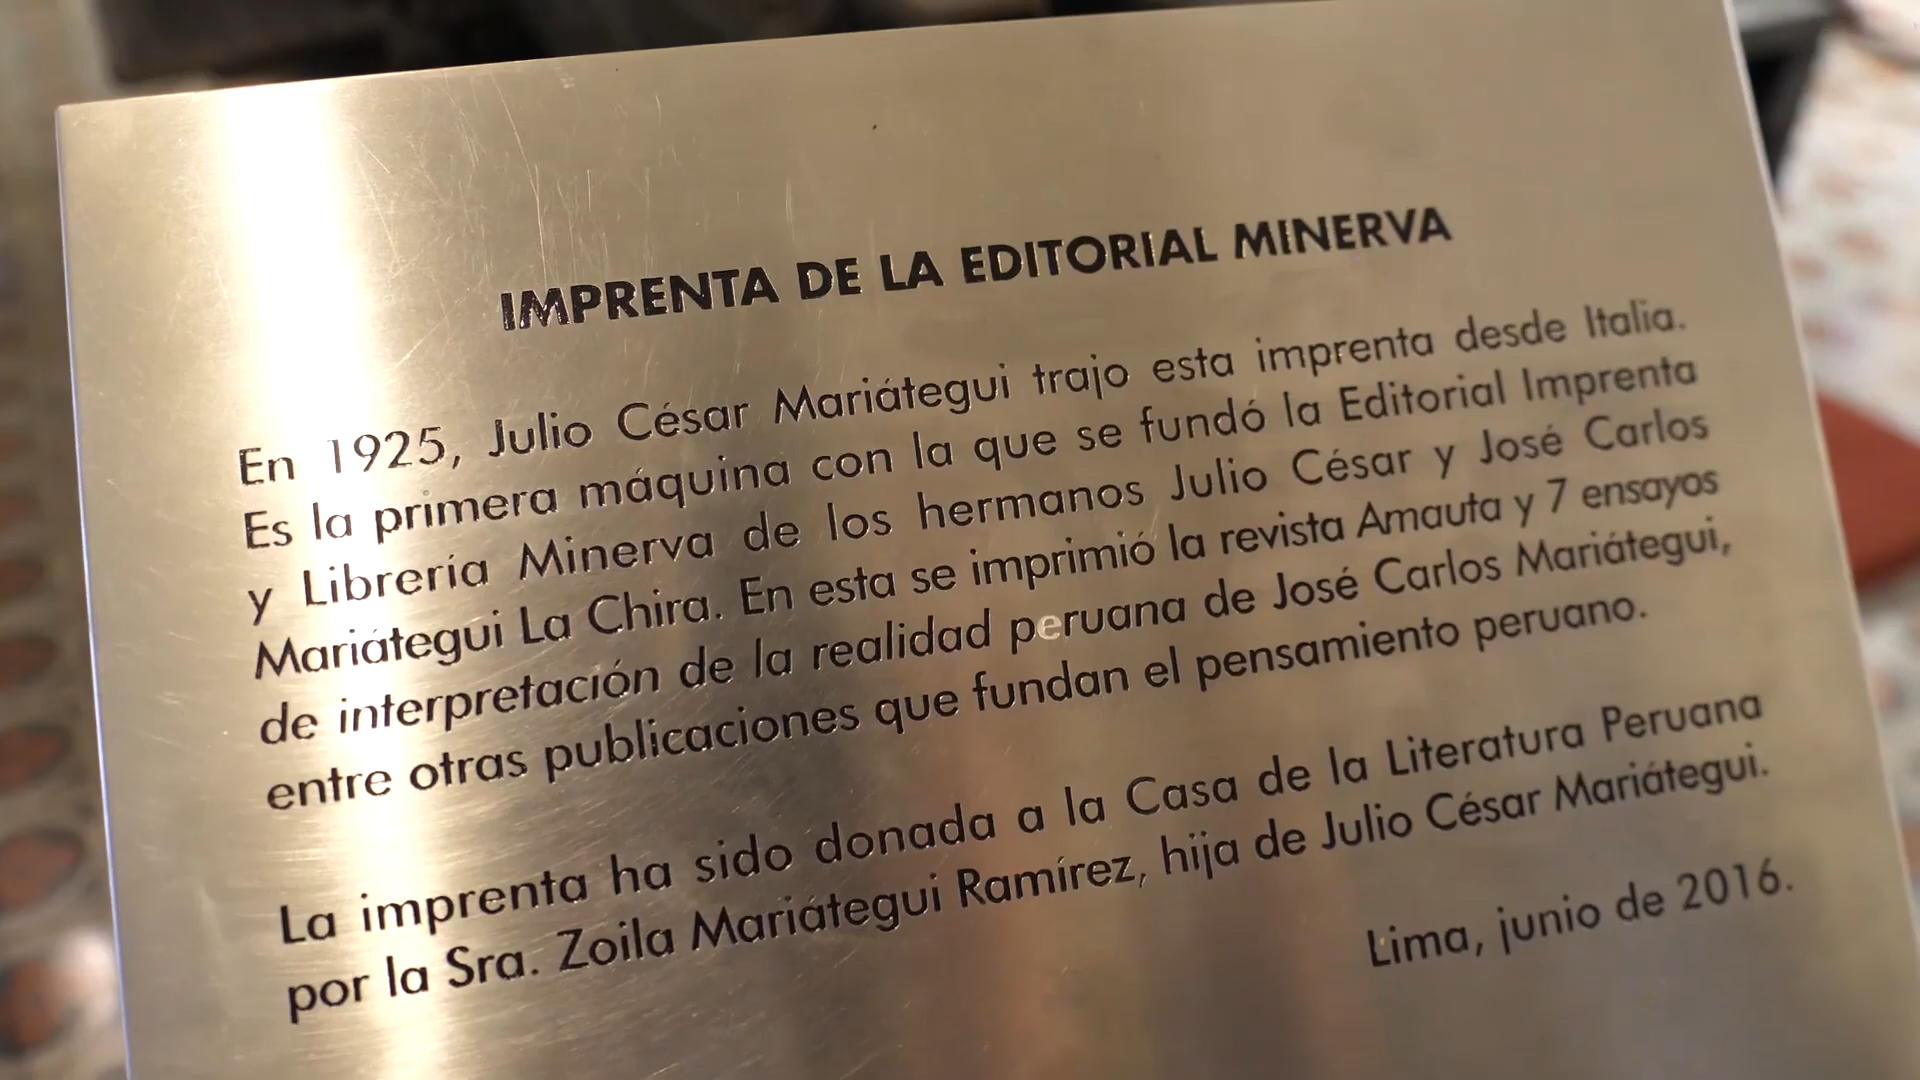 IMPRENTA DE LA EDITORIAL MINERVA
En 1925, Julio César Mariátegui trajo esta imprenta desde Italia.
Es la primera máquina con la que se fundó la Editorial Imprenta
y Librería Minerva de los hermanos Julio César y José Carlos
Mariátegui La Chira. En esta se imprimió la revista Amauta y 7 ensayos
de interpretación de la realidad peruana de José Carlos Mariátegui,
entre otras publicaciones que fundan el pensamiento peruano.
La imprenta ha sido donada a la Casa de la Literatura Peruana
por la Sra. Zoila Mariátegui Ramírez, hija de Julio César Mariátegui.
Lima, junio de 2016.